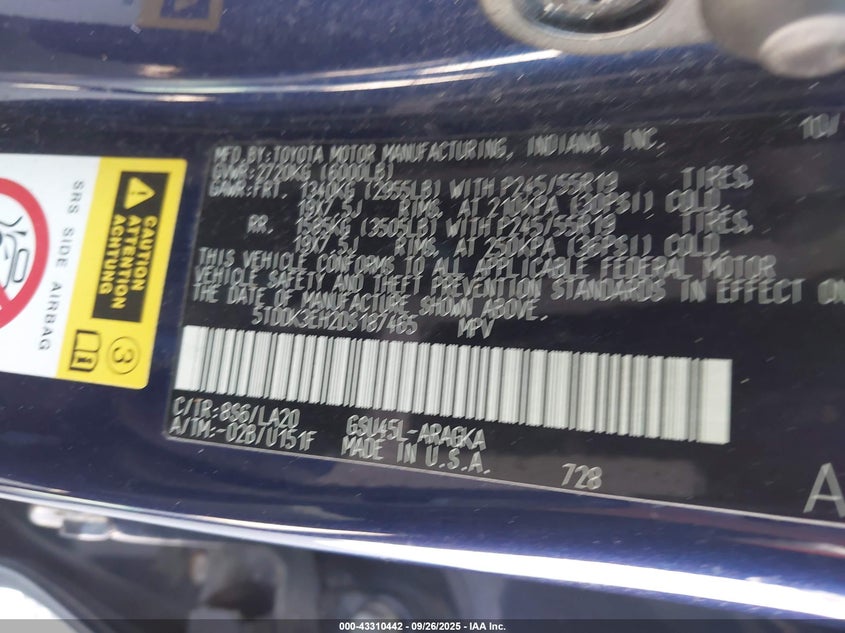 MFD.BY:TOYOTA MOTOR MANUFACTURING, INDIANA, INC. 10/
GVWR:2720KG (6000LB)
GAWR:FRT. 1340KG (2955LB) WITH P245/55R19 TIRES,
19X7.5J RIMS, AT 210KPA (30PSI) COLD
RR. 1585KG (3505LB) WITH P245/55R19 TIRES,
19X7.5J RIMS, AT 250KPA (36PSI) COLD
THIS VEHICLE CONFORMS TO ALL APPLICABLE FEDERAL MOTOR
VEHICLE SAFETY AND THEFT PREVENTION STANDARDS IN EFFECT ON
THE DATE OF MANUFACTURE SHOWN ABOVE.
5TDDK3EH2DS187465 MPV
C/TR:8S6/LA20 GSU45L-ARAGKA
A/TM:-02B/U151F MADE IN U.S.A.
728
A
SRS SIDE AIRBAG
CAUTION
ATTENTION
ACHTUNG
3
000-43310442 - 09/26/2025 - IAA Inc.